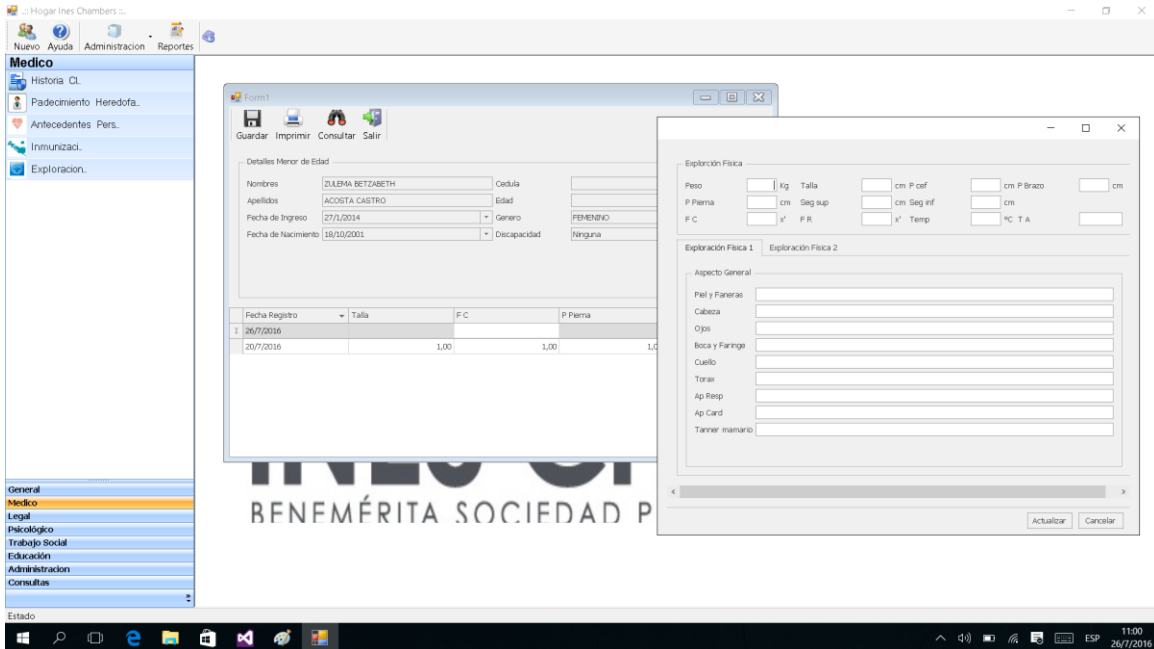 .:: Hogar Ines Chambers ::.
Nuevo Ayuda Administracion Reportes
Medico
Historia Cl..
Padecimiento Heredofa..
Antecedentes Pers..
Inmunizaci..
Exploracion..
General
Medico
Legal
Psicológico
Trabajo Social
Educación
Administracion
Consultas
Estado
Form1
Guardar Imprimir Consultar Salir
Detalles Menor de Edad
Nombres ZULEMA BETZABETH Cedula
Apellidos ACOSTA CASTRO Edad
Fecha de Ingreso 27/1/2014 Genero FEMENINO
Fecha de Nacimiento 18/10/2001 Discapacidad Ninguna
Fecha Registro Talla F C P Pierna
26/7/2016
20/7/2016 1,00 1,00
BENEMÉRITA SOCIEDAD P
Explorción Física
Peso Kg Talla cm P cef cm P Brazo cm
P Pierna cm Seg sup cm Seg inf cm
F C x' F R x' Temp ºC T A
Exploración Física 1 Exploración Física 2
Aspecto General
Piel y Faneras
Cabeza
Ojos
Boca y Faringe
Cuello
Torax
Ap Resp
Ap Card
Tanner mamario
Actualizar Cancelar
ESP 11:00
26/7/2016